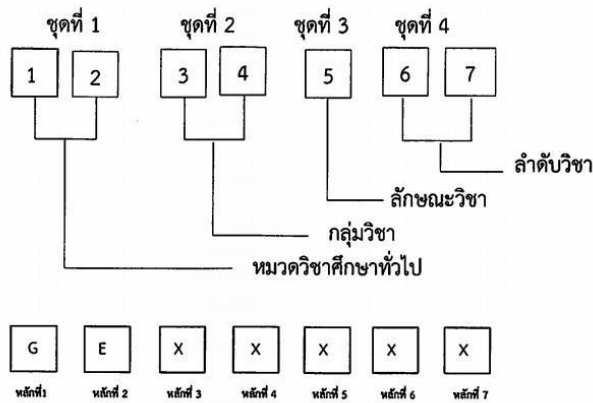 ชุดที่ 1 ชุดที่ 2 ชุดที่ 3 ชุดที่ 4
1 2 3 4 5 6 7
ลำดับวิชา
ลักษณะวิชา
กลุ่มวิชา
หมวดวิชาศึกษาทั่วไป
G E X X X X X
หลักที่1 หลักที่ 2 หลักที่ 3 หลักที่ 4 หลักที่ 5 หลักที่ 6 หลักที่ 7